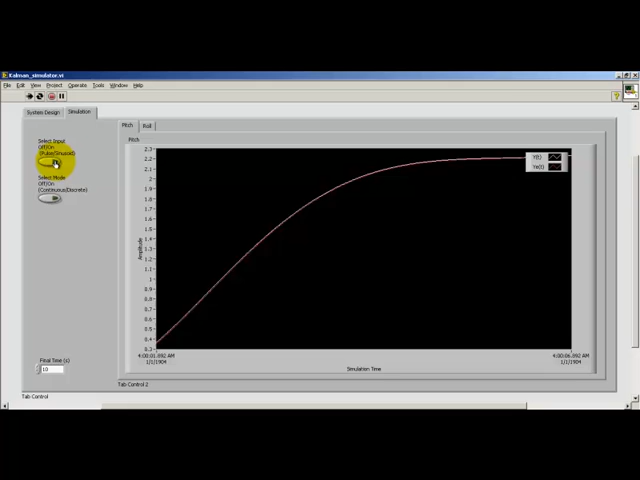 Kalman_simulator.vi
File Edit View Project Operate Tools Window Help
System Design Simulation
Select Input
Off/On
(Pulse/Sinusoid)
Select Mode
Off/On
(Continuous/Discrete)
Final Time (s)
10
Pitch Roll
Pitch
Y(t)
Ye(t)
2.3
2.2
2.1
2
1.9
1.8
1.7
1.6
1.5
1.4
1.3
1.2
1.1
1
0.9
0.8
0.7
0.6
0.5
0.4
0.3
Amplitude
4:00:01.892 AM
1/1/1904
4:00:06.892 AM
1/1/1904
Simulation Time
Tab Control 2
Tab Control